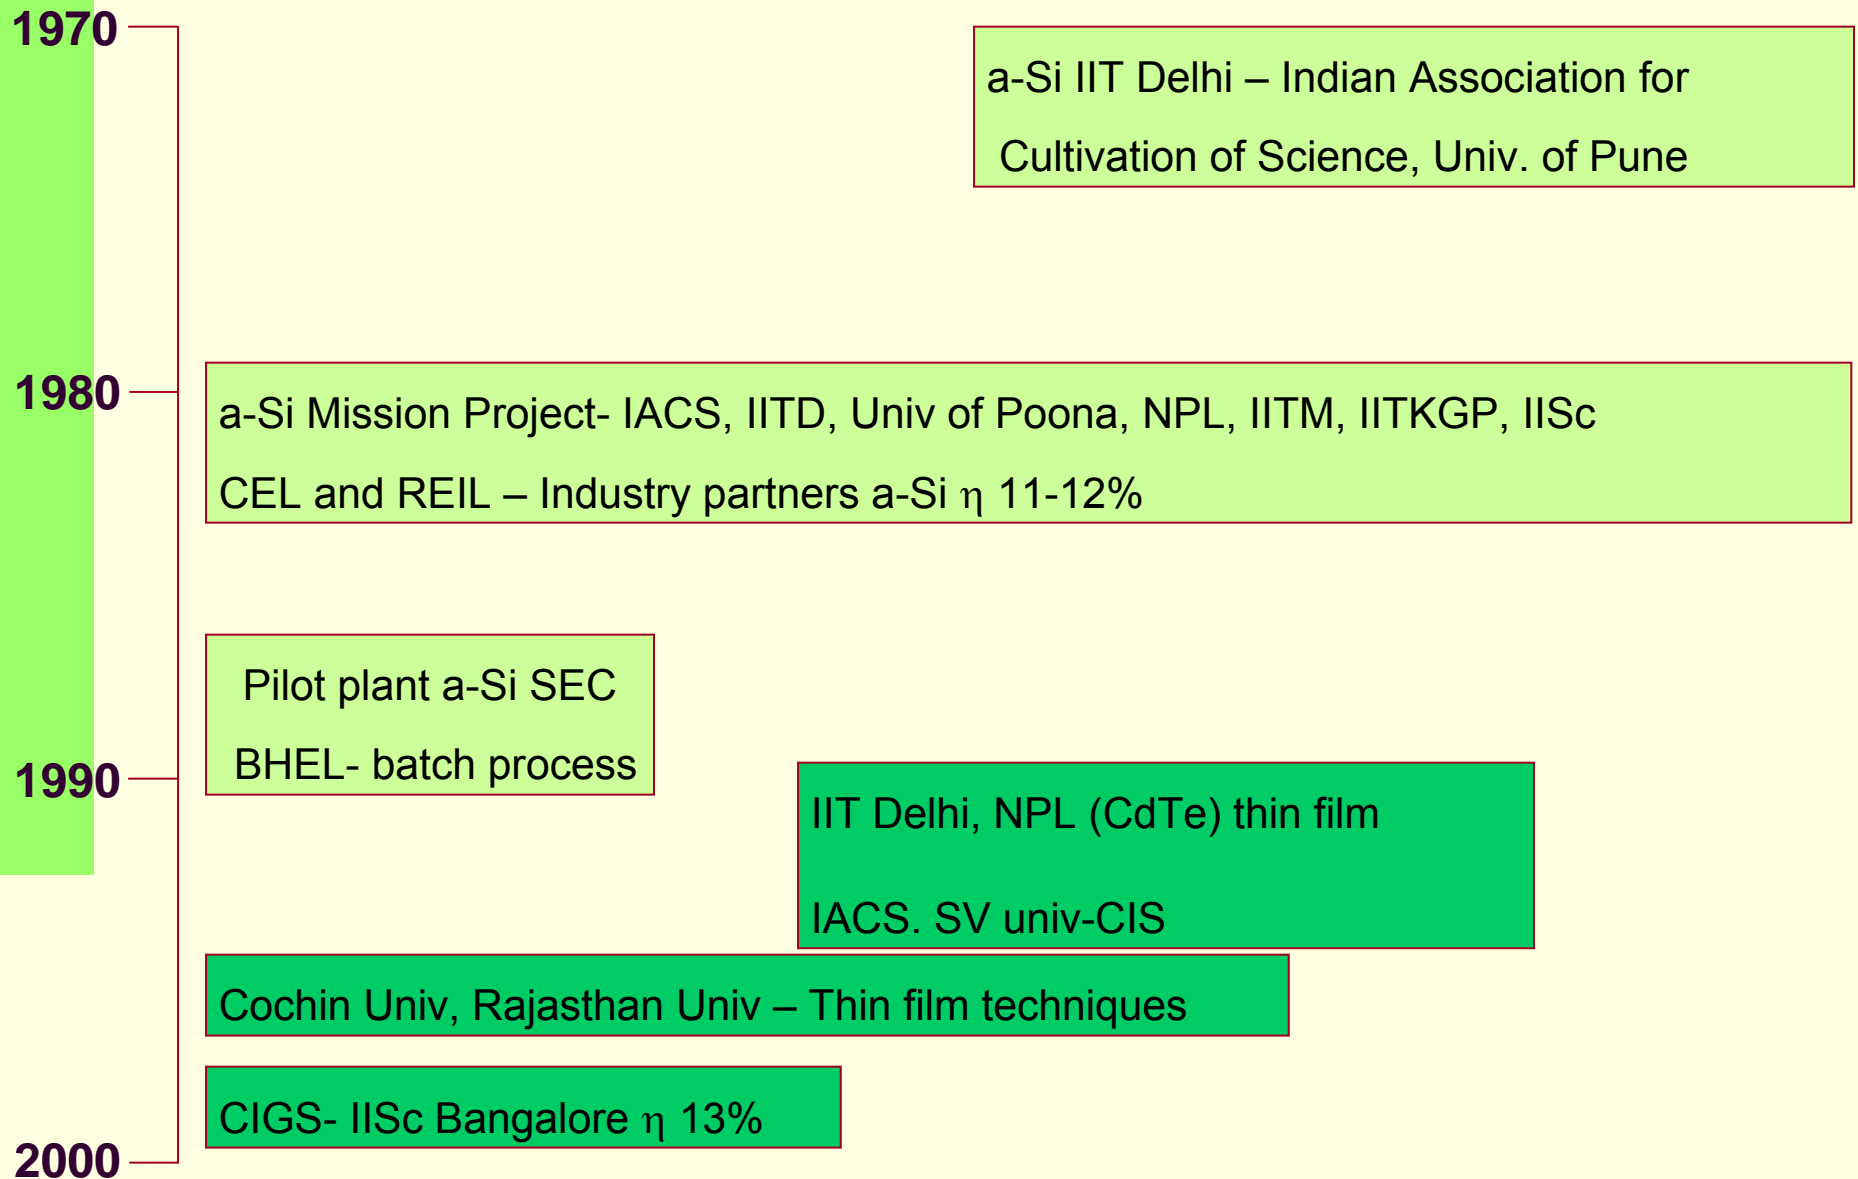 1970
a-Si IIT Delhi – Indian Association for
Cultivation of Science, Univ. of Pune
1980
a-Si Mission Project- IACS, IITD, Univ of Poona, NPL, IITM, IITKGP, IISc
CEL and REIL – Industry partners a-Si η 11-12%
Pilot plant a-Si SEC
BHEL- batch process
1990
IIT Delhi, NPL (CdTe) thin film
IACS. SV univ-CIS
Cochin Univ, Rajasthan Univ – Thin film techniques
CIGS- IISc Bangalore η 13%
2000